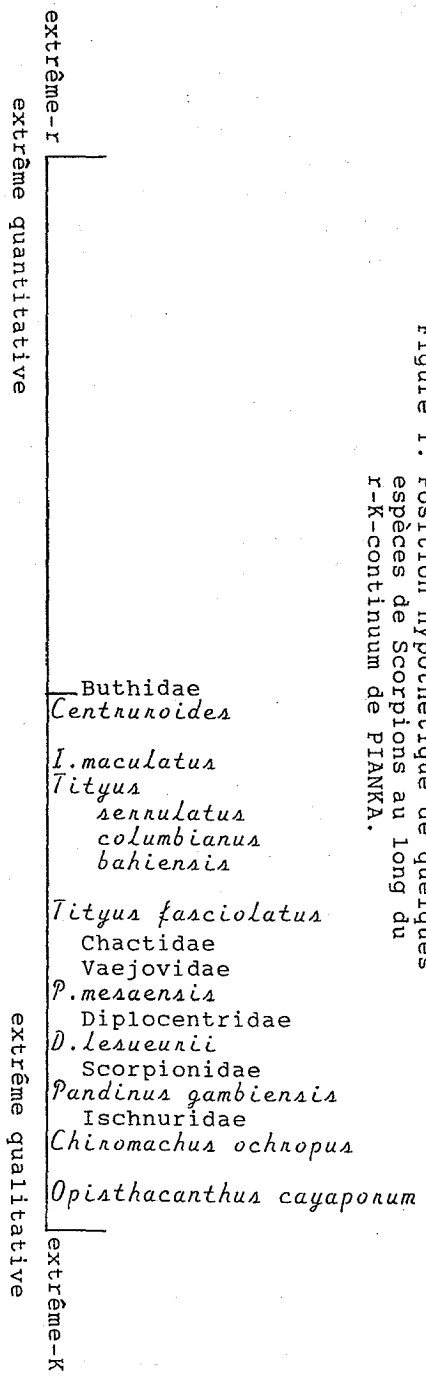 Figure 1. Position hypothétique de quelques
espèces de Scorpions au long du
r-K-continuum de PIANKA.
extrême-r
extrême quantitative
Buthidae
Centruroides
I.maculatus
Tityus
serrulatus
columbianus
bahiensis
Tityus fasciolatus
Chactidae
Vaejovidae
P.mesaensis
Diplocentridae
D.lesueurii
Scorpionidae
Pandinus gambiensis
Ischnuridae
Chiromachus ochropus
Opisthacanthus cayaporum
extrême-K
extrême qualitative